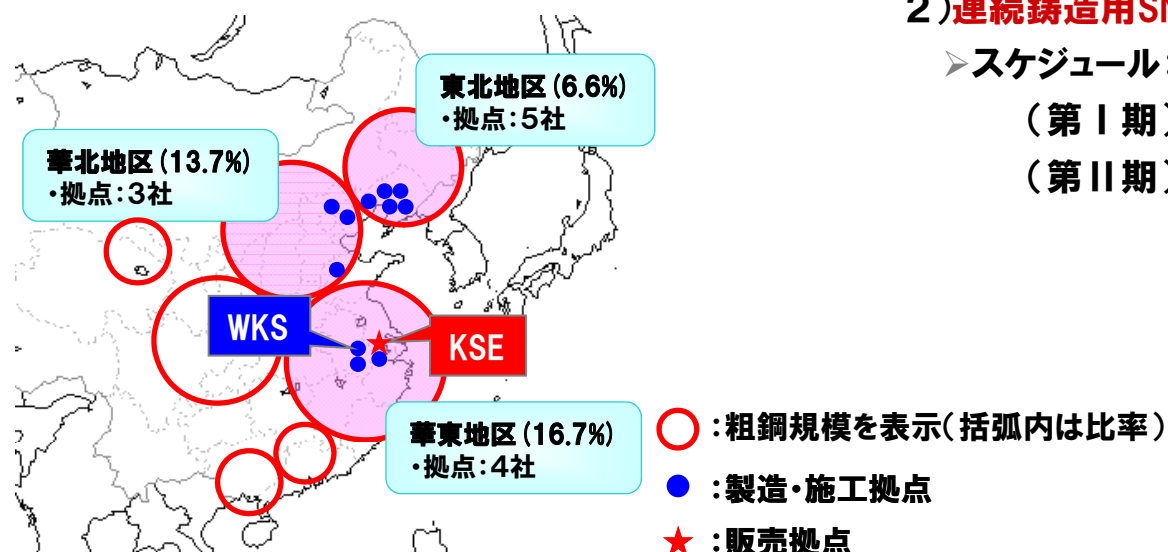 2)連続鋳造用SN
➢スケジュール:
(第Ⅰ期)
(第Ⅱ期)
東北地区(6.6%)
・拠点:5社
華北地区(13.7%)
・拠点:3社
WKS
KSE
華東地区(16.7%)
・拠点:4社
:粗鋼規模を表示(括弧内は比率)
:製造・施工拠点
:販売拠点